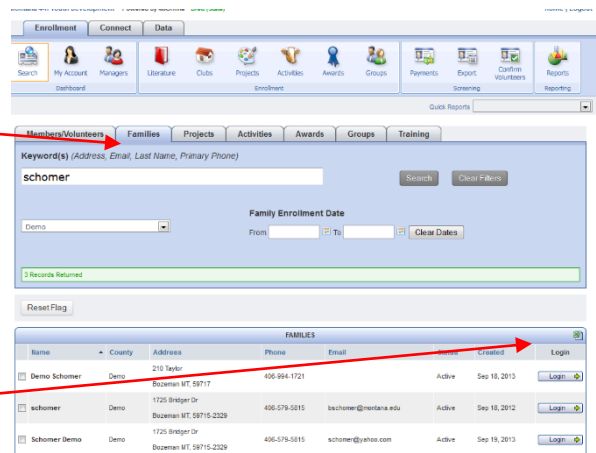 Enrollment Connect Data
Search My Account Managers Literature Clubs Projects Activities Awards Groups Payments Export Confirm Volunteers Reports
Dashboard Enrollment Screening Reporting
Quick Reports
Members/Volunteers Families Projects Activities Awards Groups Training
Keyword(s) (Address, Email, Last Name, Primary Phone)
schomer Search Clear Filters
Family Enrollment Date
Demo From To Clear Dates
3 Records Returned
Reset Flag
FAMILIES
Name County Address Phone Email Status Created Login
Demo Schomer Demo 210 Taylor 406-994-1721 Active Sep 18, 2013 Login
Bozeman MT, 59717
schomer Demo 1725 Bridger Dr 406-579-5815 bschomer@montana.edu Active Sep 18, 2012 Login
Bozeman MT, 59715-2329
Schomer Demo Demo 1725 Bridger Dr 406-579-5815 schomer@yahoo.com Active Sep 19, 2013 Login
Bozeman MT, 59715-2329